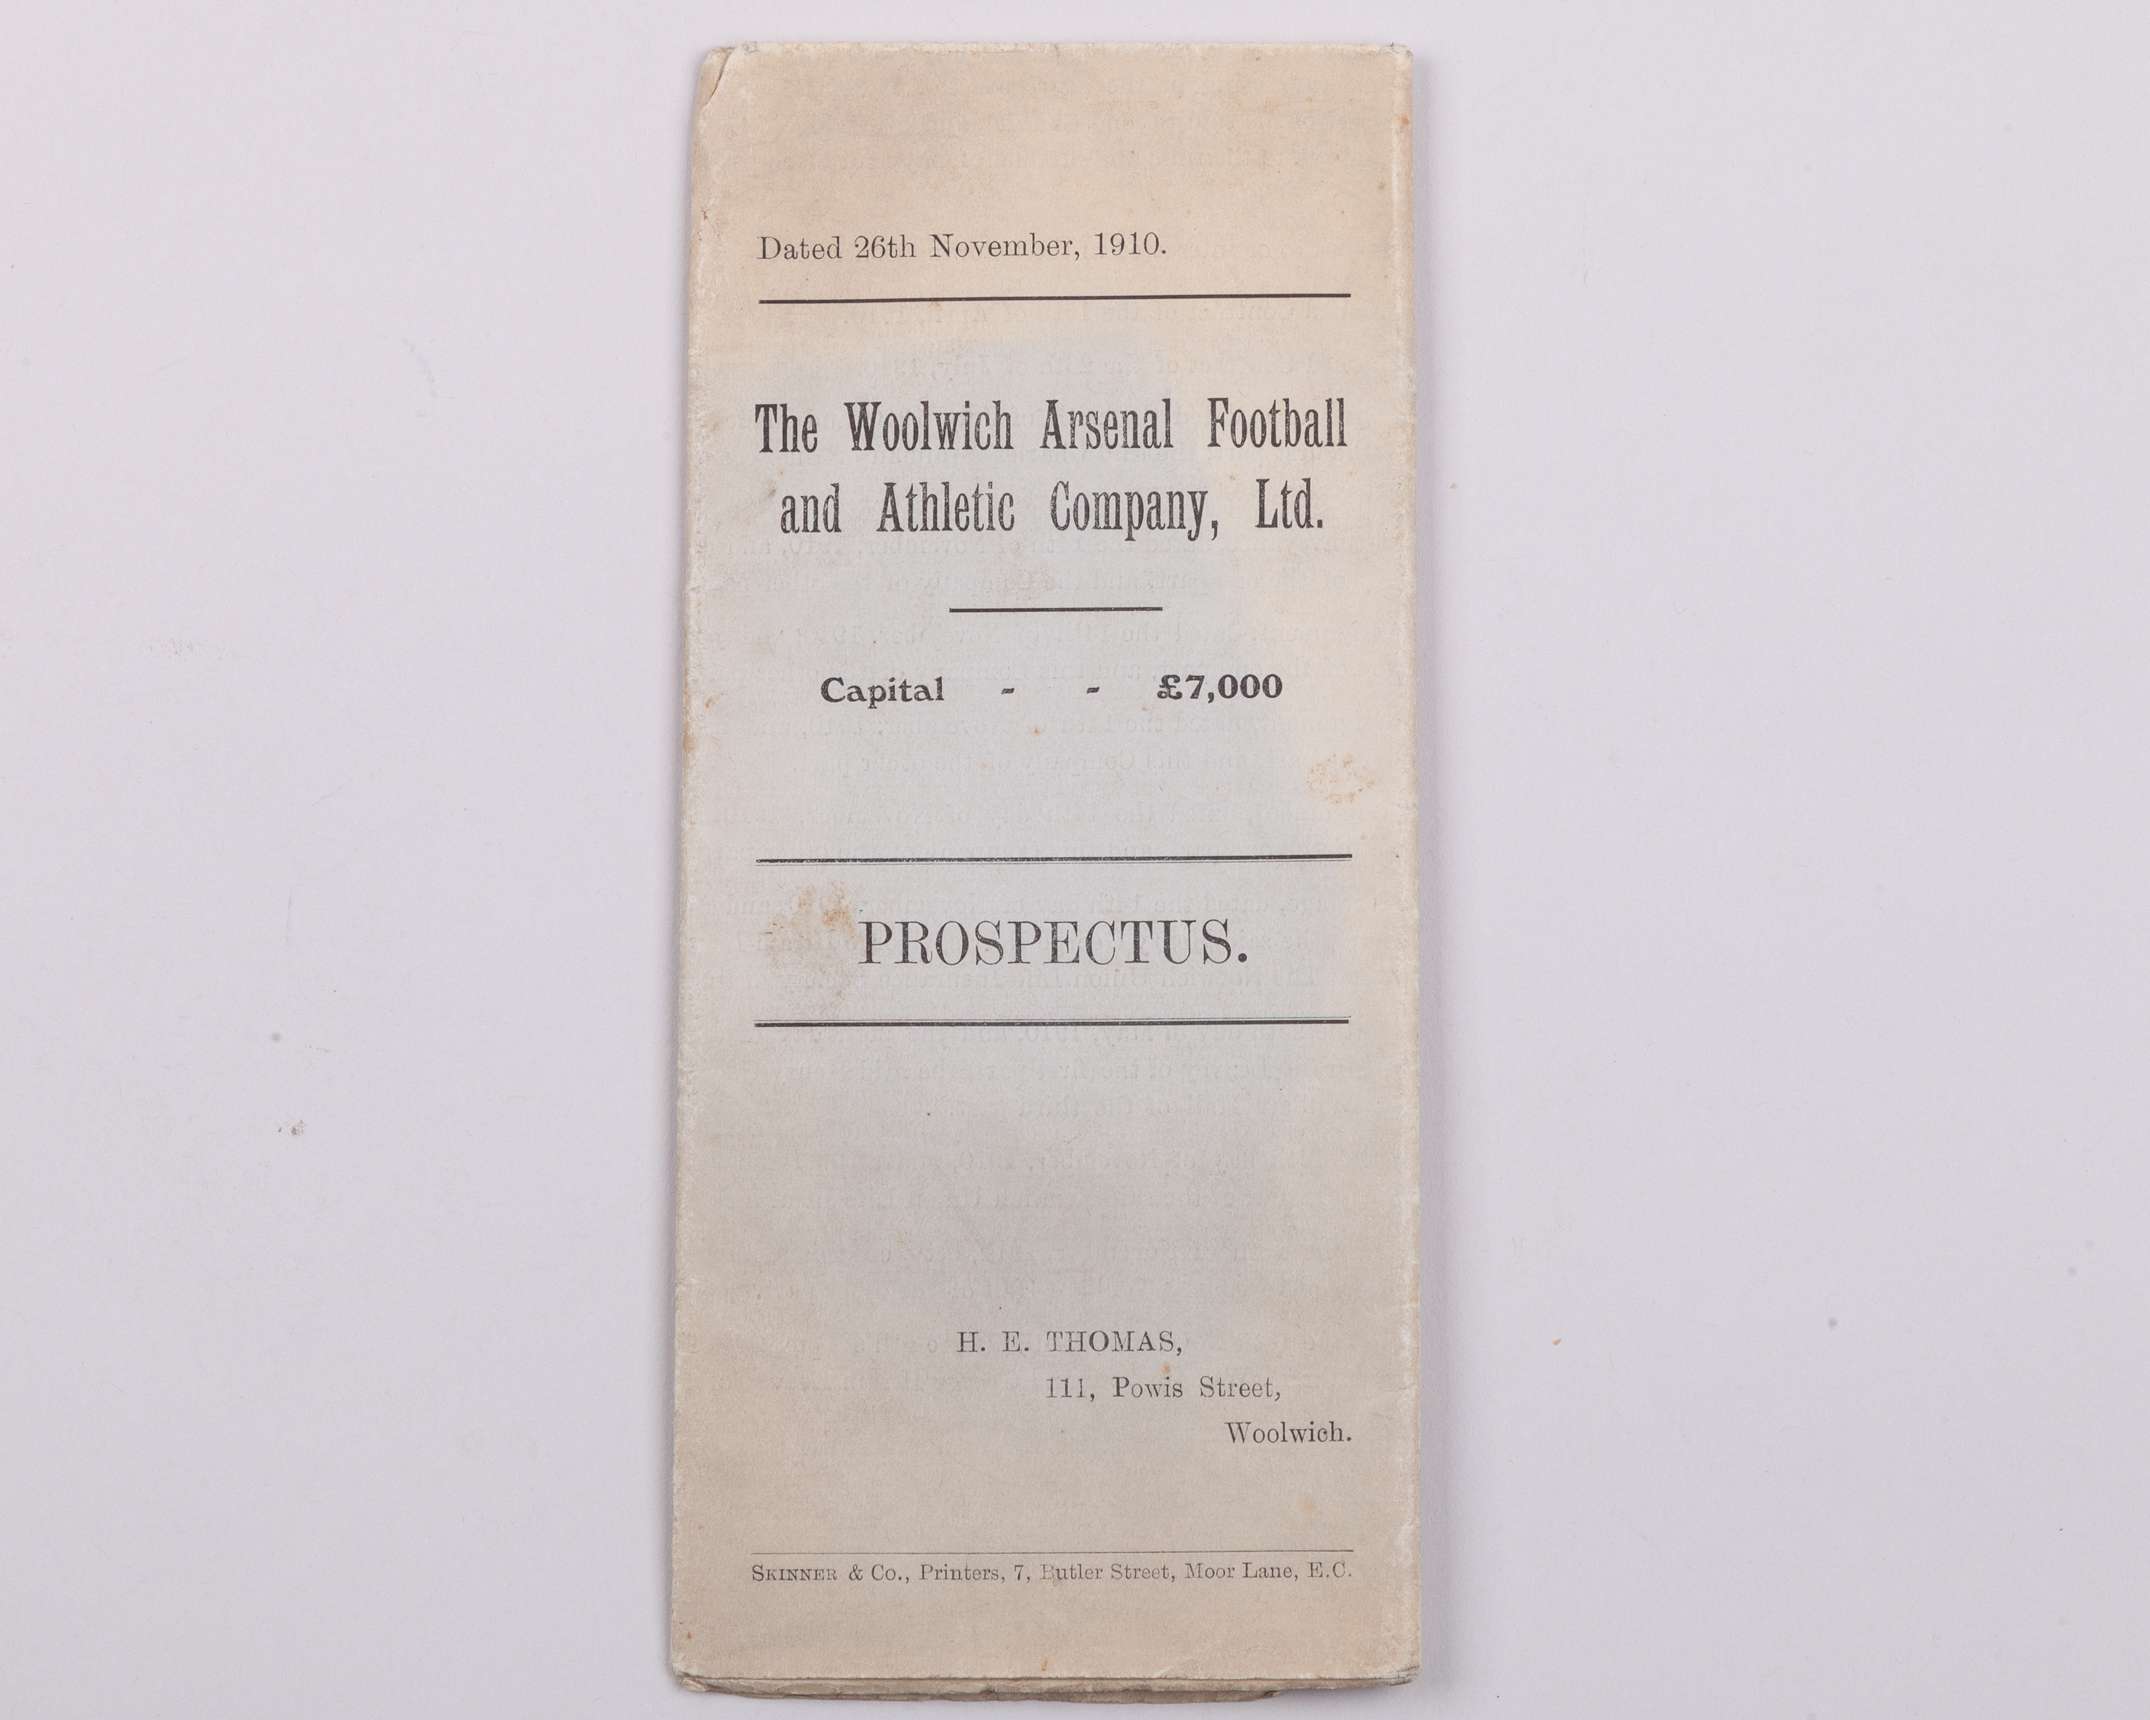 Dated 26th November, 1910.
The Woolwich Arsenal Football
and Athletic Company, Ltd.
Capital - - £7,000
PROSPECTUS.
H. E. THOMAS,
111, Powis Street,
Woolwich.
SKINNER & Co., Printers, 7, Butler Street, Moor Lane, E.C.